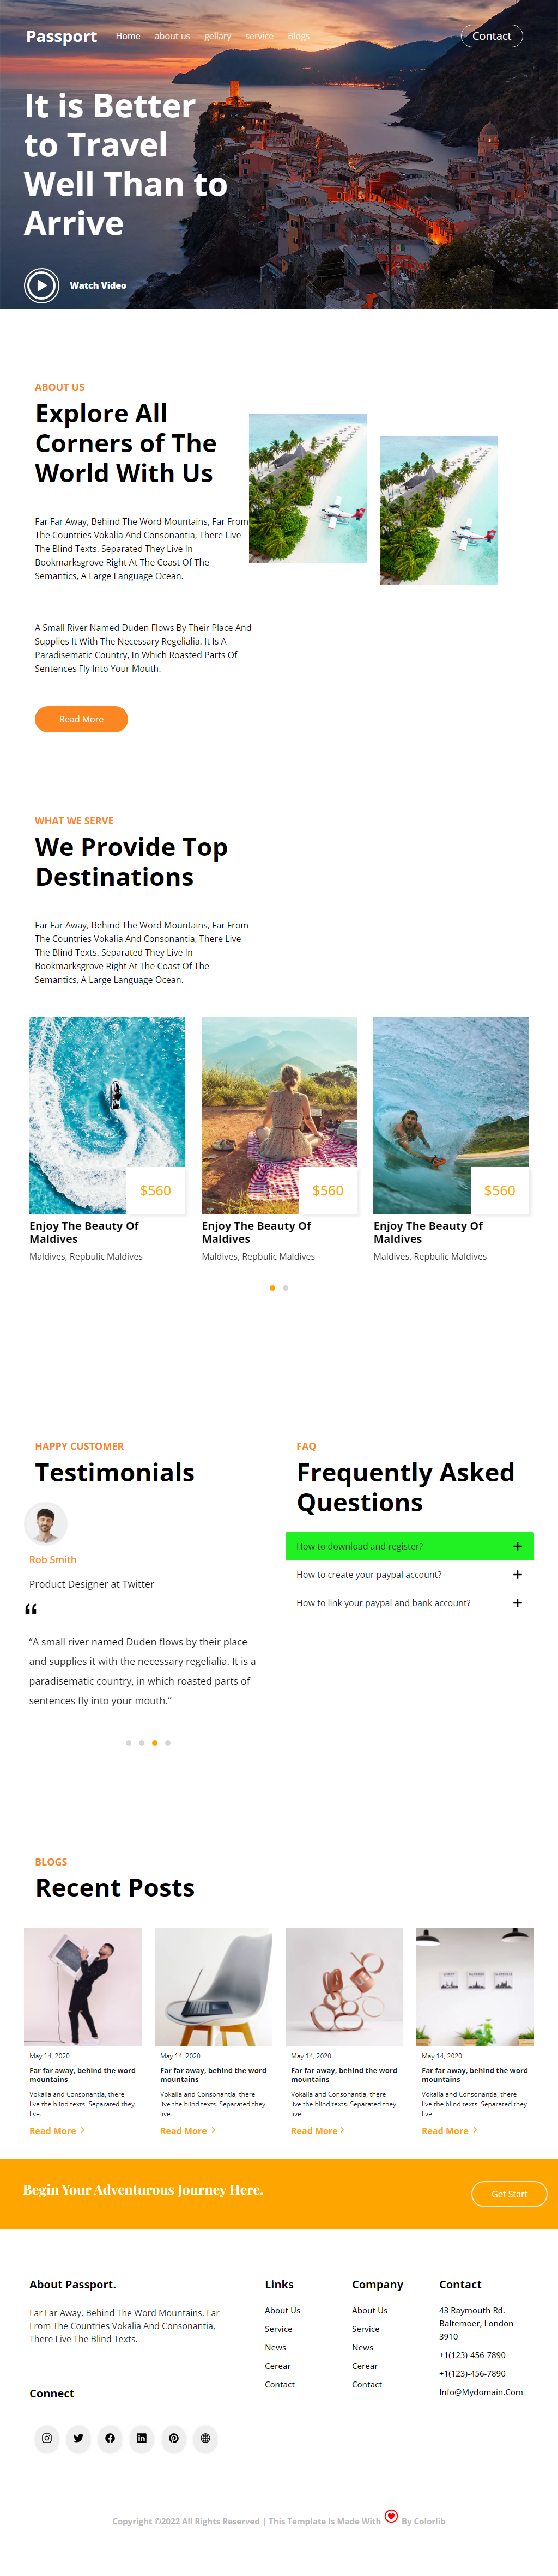 Passport Home about us gellary service Blogs Contact
It is Better
to Travel
Well Than to
Arrive
Watch Video
ABOUT US
Explore All
Corners of The
World With Us
Far Far Away, Behind The Word Mountains, Far From
The Countries Vokalia And Consonantia, There Live
The Blind Texts. Separated They Live In
Bookmarksgrove Right At The Coast Of The
Semantics, A Large Language Ocean.
A Small River Named Duden Flows By Their Place And
Supplies It With The Necessary Regelialia. It Is A
Paradisematic Country, In Which Roasted Parts Of
Sentences Fly Into Your Mouth.
Read More
WHAT WE SERVE
We Provide Top
Destinations
Far Far Away, Behind The Word Mountains, Far From
The Countries Vokalia And Consonantia, There Live
The Blind Texts. Separated They Live In
Bookmarksgrove Right At The Coast Of The
Semantics, A Large Language Ocean.
$560
Enjoy The Beauty Of
Maldives
Maldives, Repbulic Maldives
$560
Enjoy The Beauty Of
Maldives
Maldives, Repbulic Maldives
$560
Enjoy The Beauty Of
Maldives
Maldives, Repbulic Maldives
HAPPY CUSTOMER
Testimonials
Rob Smith
Product Designer at Twitter
“
"A small river named Duden flows by their place
and supplies it with the necessary regelialia. It is a
paradisematic country, in which roasted parts of
sentences fly into your mouth."
FAQ
Frequently Asked
Questions
How to download and register?
How to create your paypal account?
How to link your paypal and bank account?
BLOGS
Recent Posts
May 14, 2020
Far far away, behind the word
mountains
Vokalia and Consonantia, there
live the blind texts. Separated they
live.
Read More
May 14, 2020
Far far away, behind the word
mountains
Vokalia and Consonantia, there
live the blind texts. Separated they
live.
Read More
May 14, 2020
Far far away, behind the word
mountains
Vokalia and Consonantia, there
live the blind texts. Separated they
live.
Read More
May 14, 2020
Far far away, behind the word
mountains
Vokalia and Consonantia, there
live the blind texts. Separated they
live.
Read More
Begin Your Adventurous Journey Here.
Get Start
About Passport.
Far Far Away, Behind The Word Mountains, Far
From The Countries Vokalia And Consonantia,
There Live The Blind Texts.
Connect
Links
About Us
Service
News
Cerear
Contact
Company
About Us
Service
News
Cerear
Contact
Contact
43 Raymouth Rd.
Baltemoer, London
3910
+1(123)-456-7890
+1(123)-456-7890
Info@Mydomain.Com
Copyright ©2022 All Rights Reserved | This Template Is Made With By Colorlib